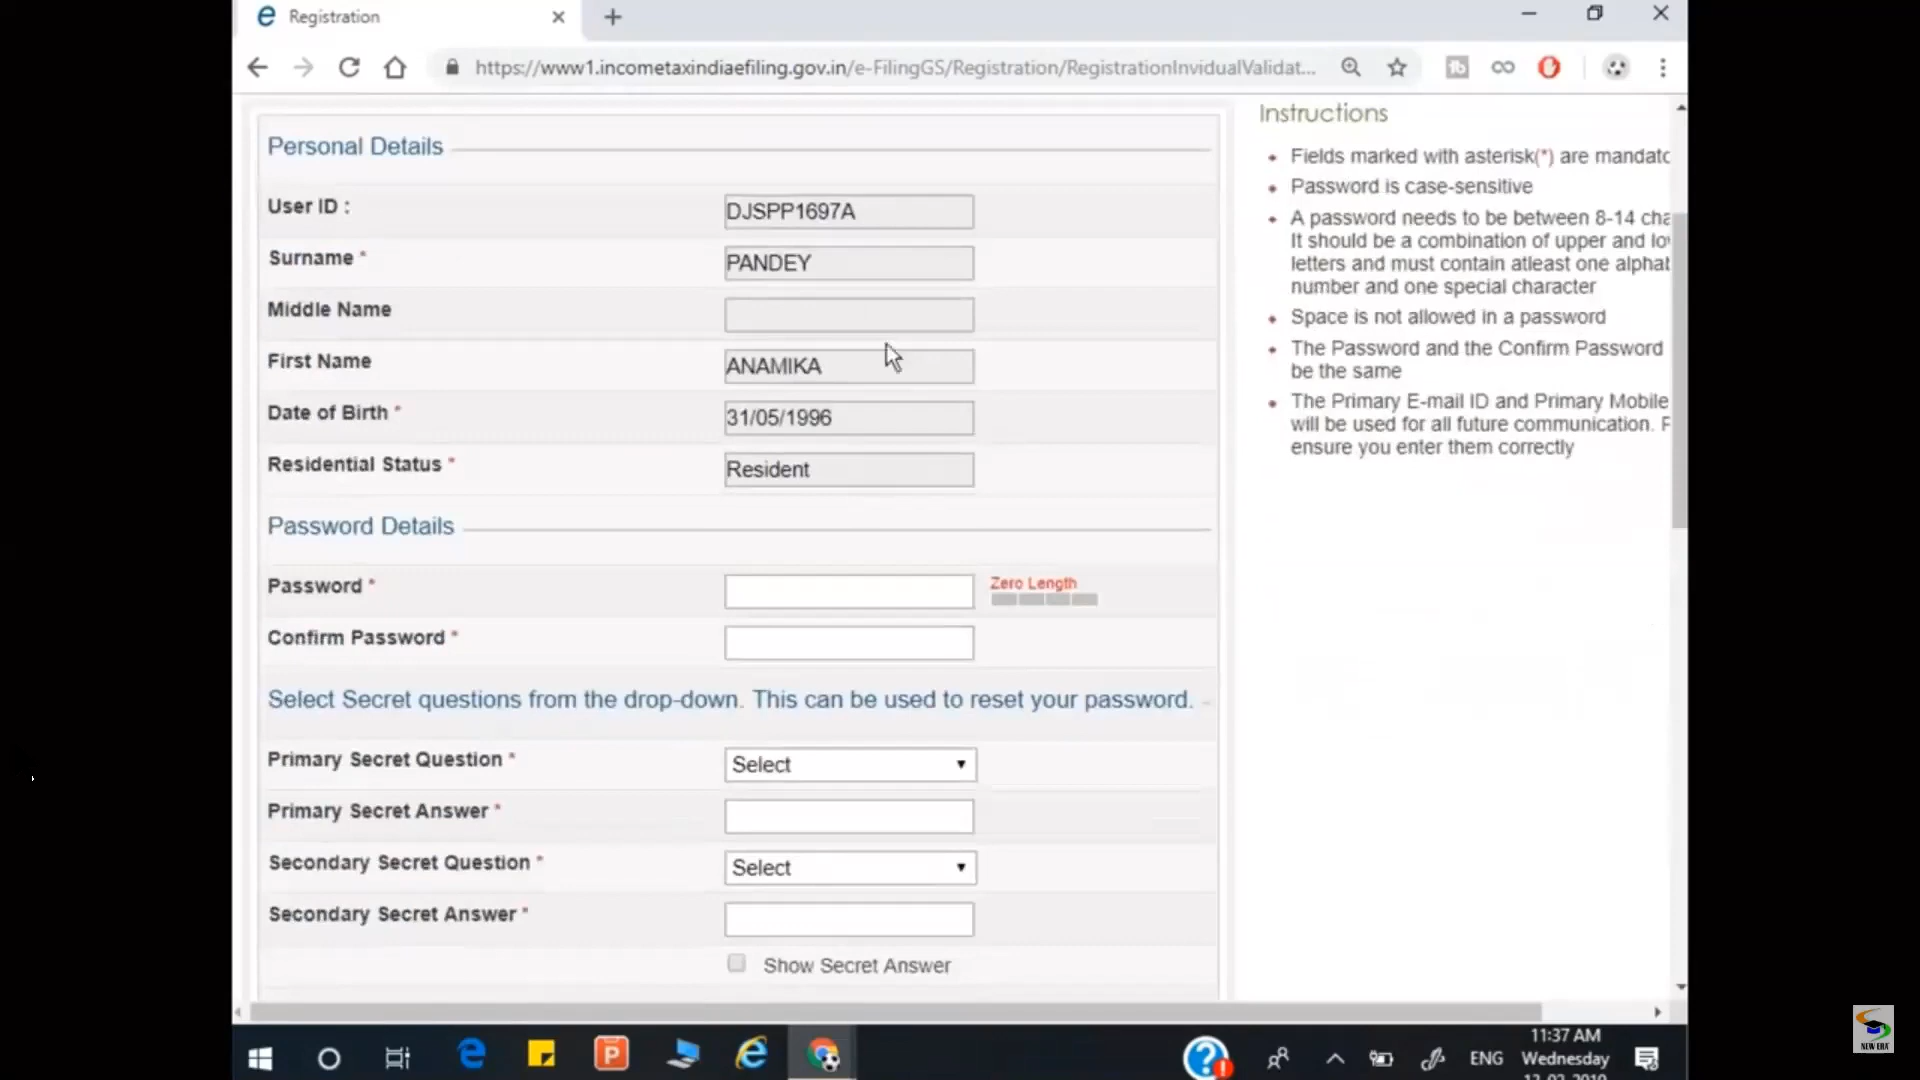 Registration
https://www1.incometaxindiaefiling.gov.in/e-FilingGS/Registration/RegistrationInvidualValidat...
Personal Details
User ID :
DJSPP1697A
Surname *
PANDEY
Middle Name
First Name
ANAMIKA
Date of Birth *
31/05/1996
Residential Status *
Resident
Password Details
Password *
Zero Length
Confirm Password *
Select Secret questions from the drop-down. This can be used to reset your password.
Primary Secret Question *
Select
Primary Secret Answer *
Secondary Secret Question *
Select
Secondary Secret Answer *
Show Secret Answer
Instructions
Fields marked with asterisk(*) are mandato
Password is case-sensitive
A password needs to be between 8-14 cha
It should be a combination of upper and lo
letters and must contain atleast one alphat
number and one special character
Space is not allowed in a password
The Password and the Confirm Password
be the same
The Primary E-mail ID and Primary Mobile
will be used for all future communication. P
ensure you enter them correctly
ENG
11:37 AM
Wednesday
NEW ERA